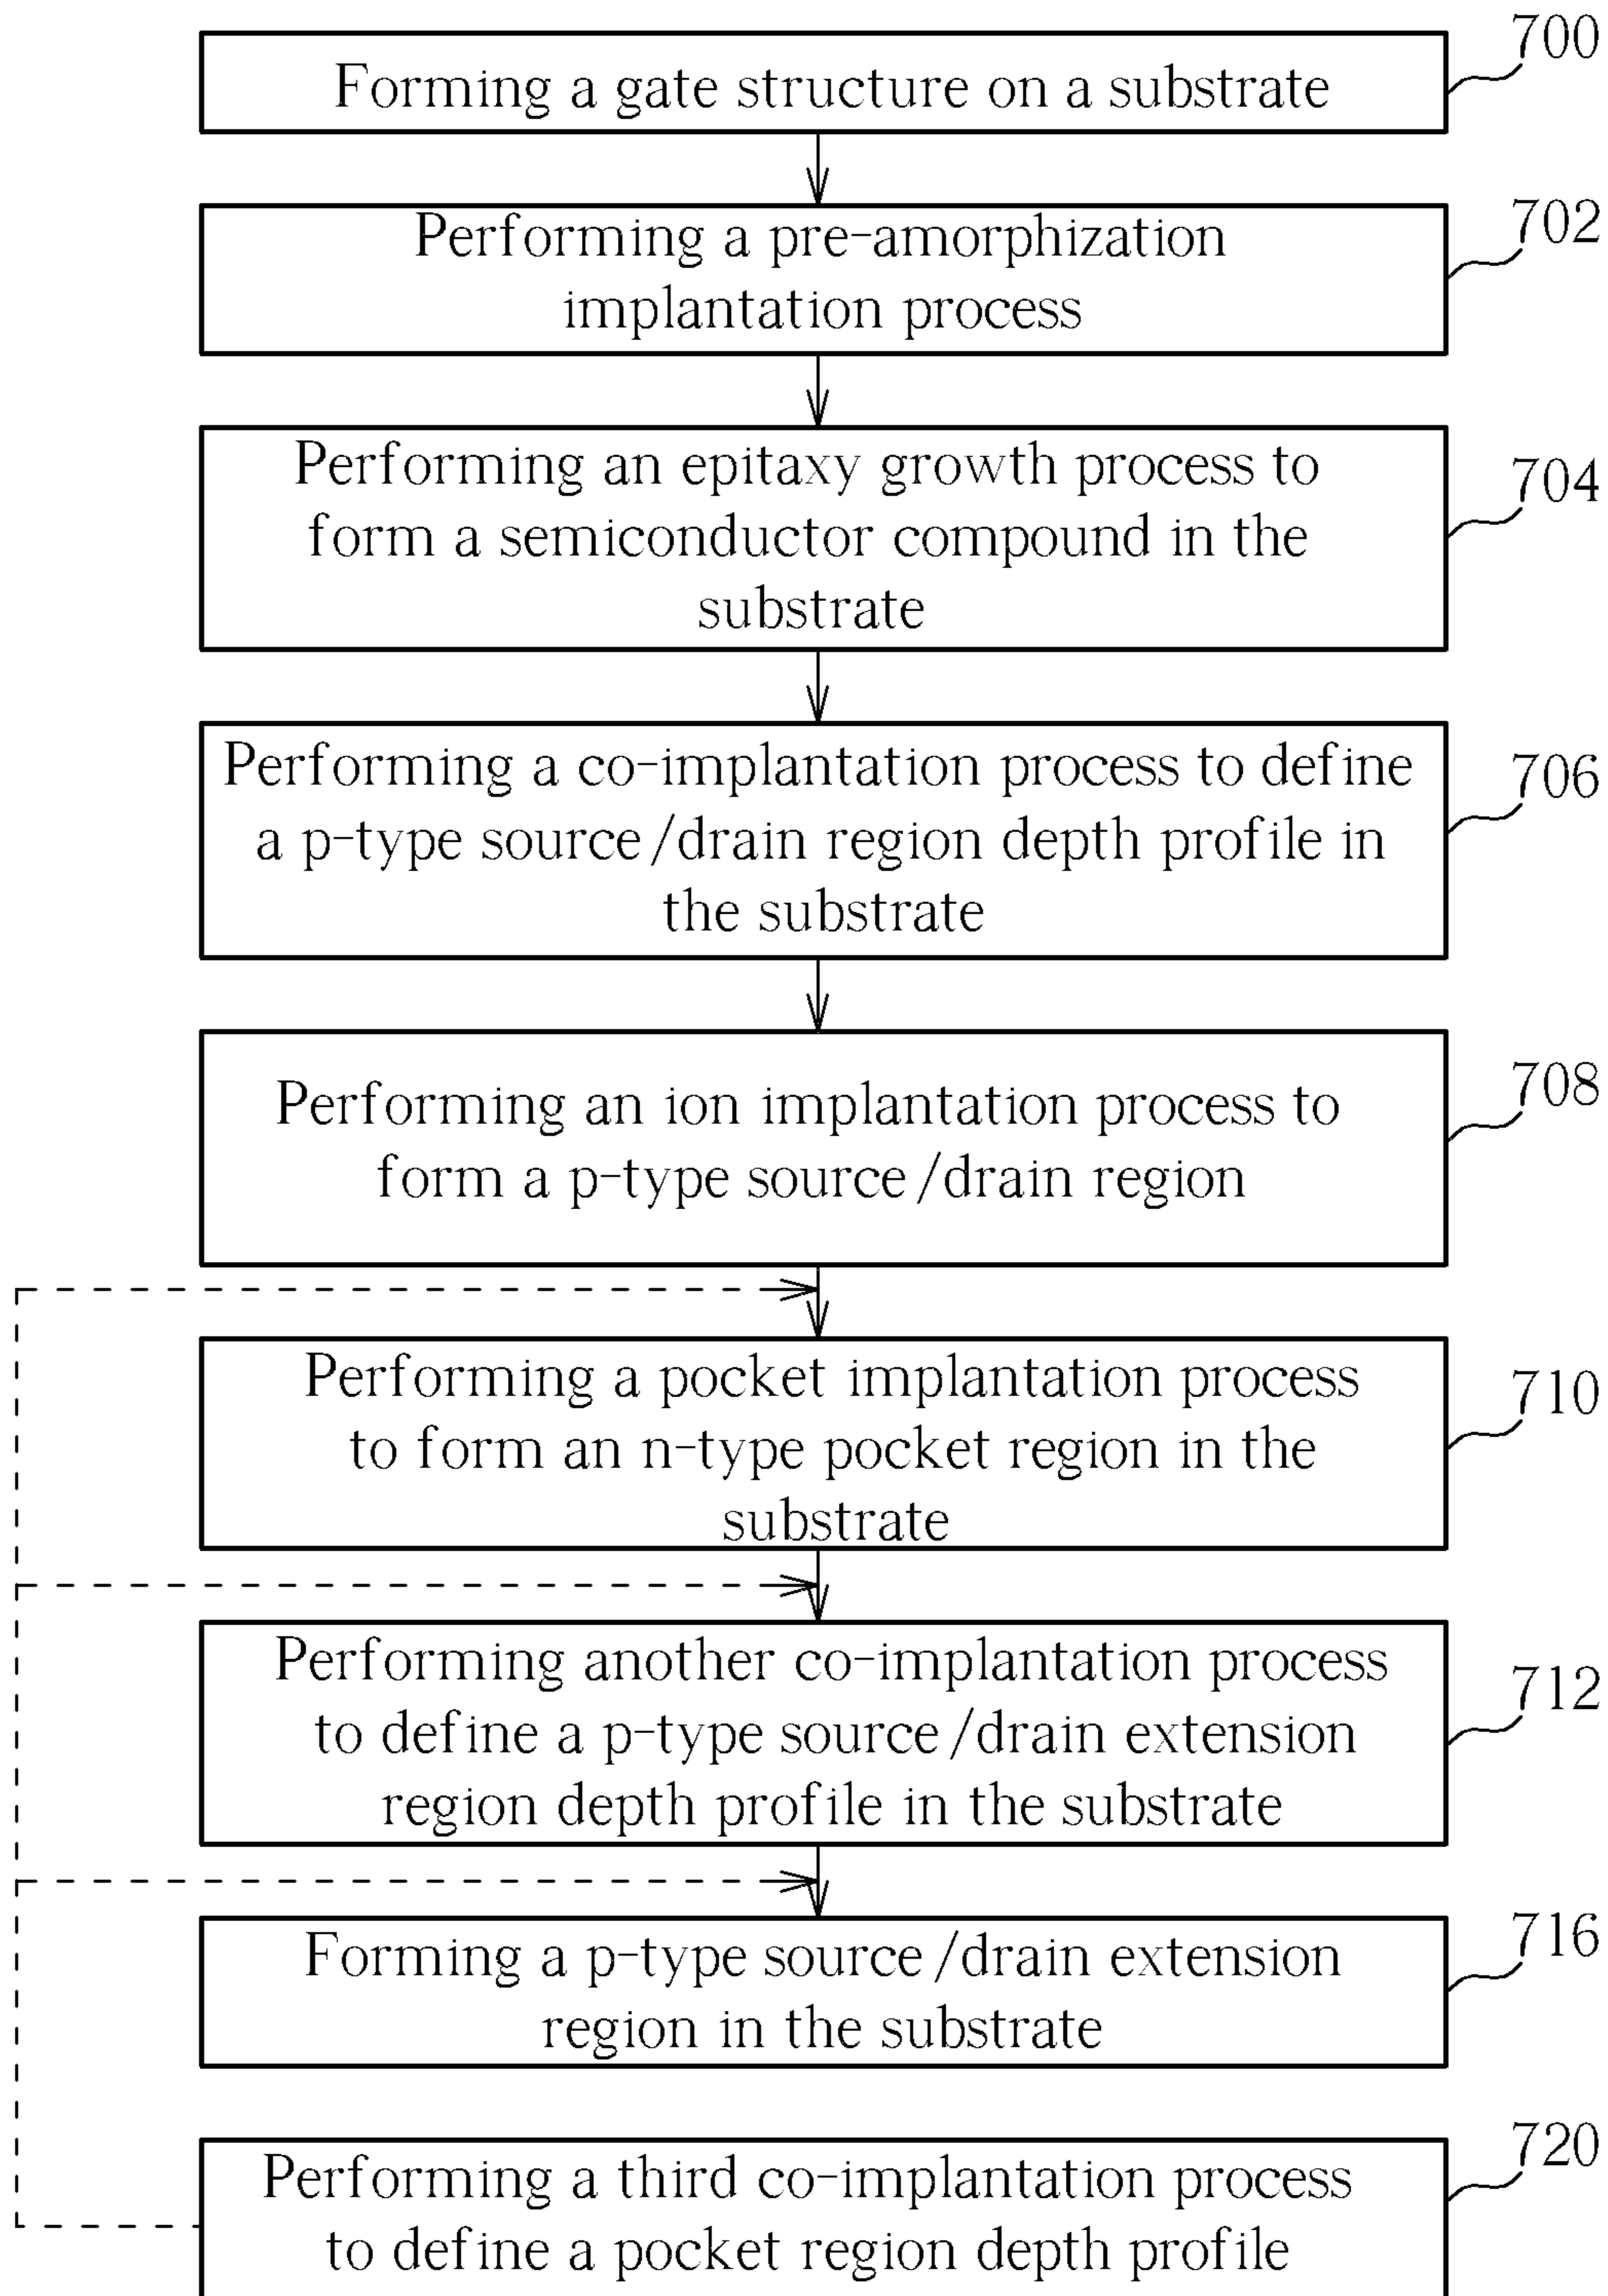 700
Forming a gate structure on a substrate
702
Performing a pre-amorphization
implantation process
704
Performing an epitaxy growth process to
form a semiconductor compound in the
substrate
706
Performing a co-implantation process to define
a p-type source/drain region depth profile in
the substrate
708
Performing an ion implantation process to
form a p-type source/drain region
710
Performing a pocket implantation process
to form an n-type pocket region in the
substrate
712
Performing another co-implantation process
to define a p-type source/drain extension
region depth profile in the substrate
716
Forming a p-type source/drain extension
region in the substrate
720
Performing a third co-implantation process
to define a pocket region depth profile